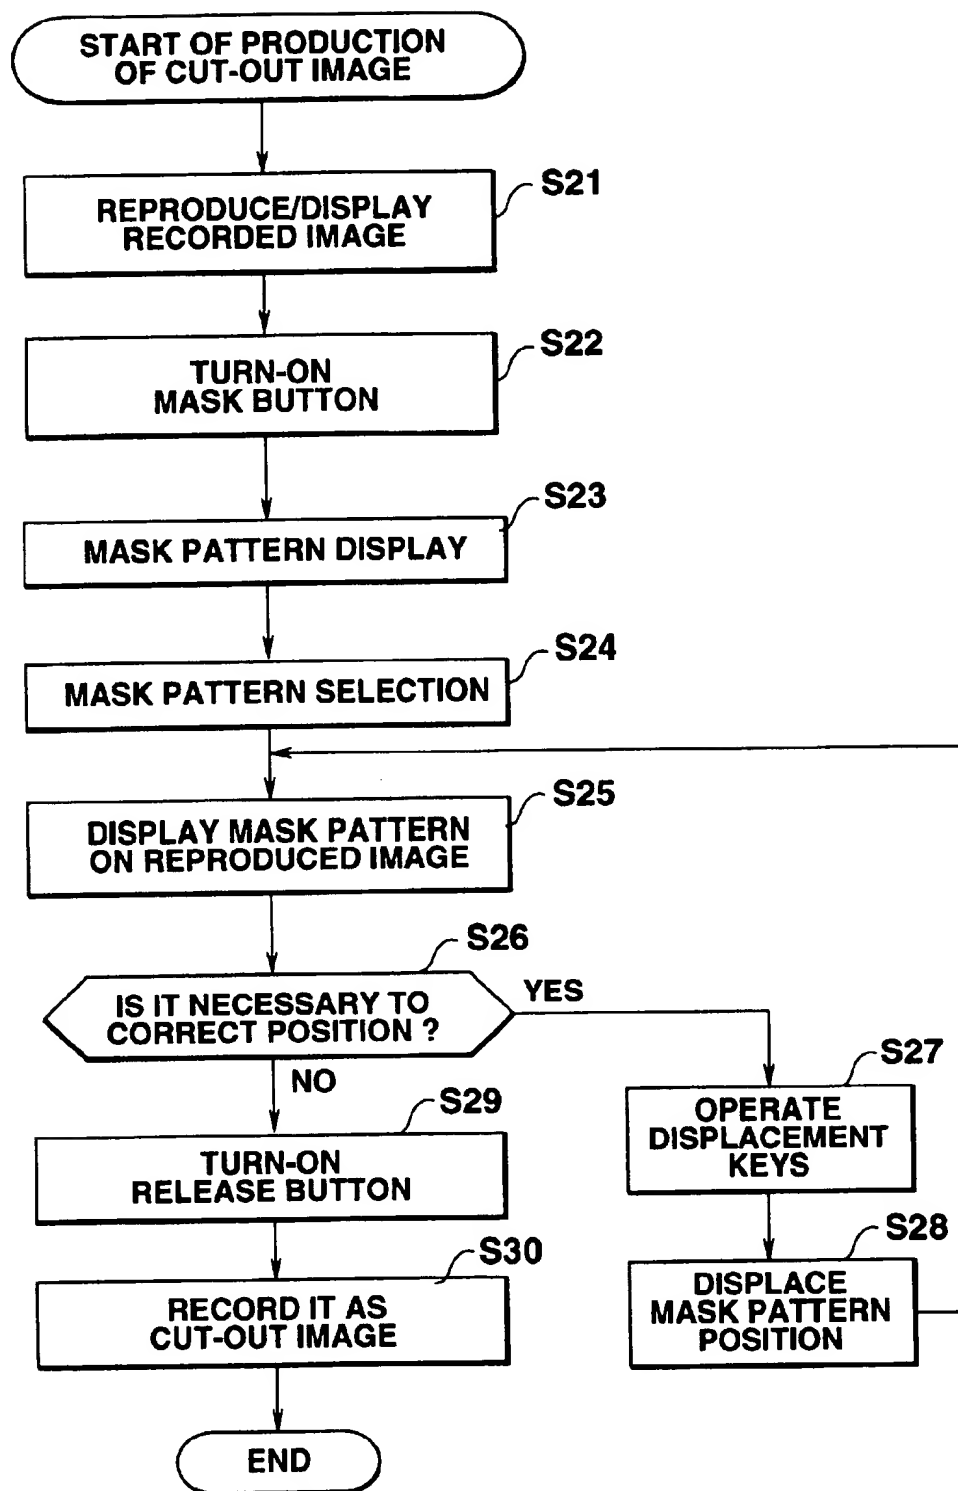 START OF PRODUCTION
OF CUT-OUT IMAGE
S21
REPRODUCE/DISPLAY
RECORDED IMAGE
S22
TURN-ON
MASK BUTTON
S23
MASK PATTERN DISPLAY
S24
MASK PATTERN SELECTION
S25
DISPLAY MASK PATTERN
ON REPRODUCED IMAGE
S26
IS IT NECESSARY TO
CORRECT POSITION ?
YES
NO
S27
OPERATE
DISPLACEMENT
KEYS
S28
DISPLACE
MASK PATTERN
POSITION
S29
TURN-ON
RELEASE BUTTON
S30
RECORD IT AS
CUT-OUT IMAGE
END